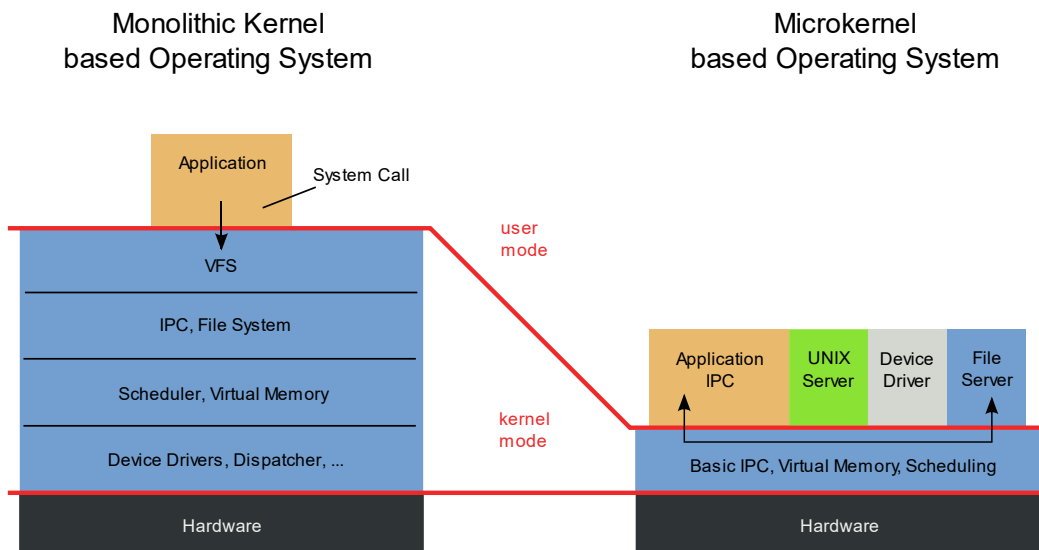 Monolithic Kernel
based Operating System
Microkernel
based Operating System
Application
System Call
VFS
IPC, File System
Scheduler, Virtual Memory
Device Drivers, Dispatcher, ...
Hardware
user
mode
kernel
mode
Application
IPC
UNIX
Server
Device
Driver
File
Server
Basic IPC, Virtual Memory, Scheduling
Hardware